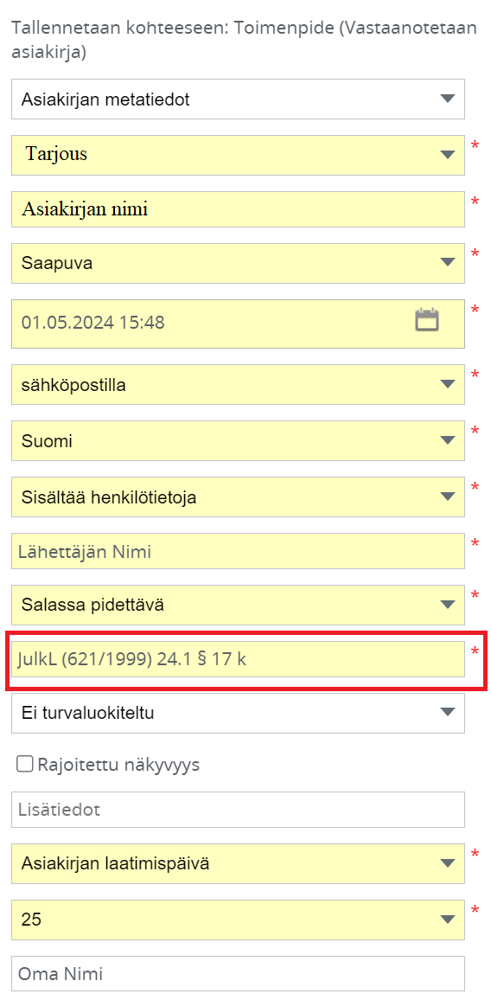 Tallennetaan kohteeseen: Toimenpide (Vastaanotetaan
asiakirja)
Asiakirjan metatiedot
Tarjous *
Asiakirjan nimi *
Saapuva *
01.05.2024 15:48 *
sähköpostilla *
Suomi *
Sisältää henkilötietoja *
Lähettäjän Nimi *
Salassa pidettävä *
JulkL (621/1999) 24.1 § 17 k *
Ei turvaluokiteltu
Rajoitettu näkyvyys
Lisätiedot
Asiakirjan laatimispäivä *
25 *
Oma Nimi